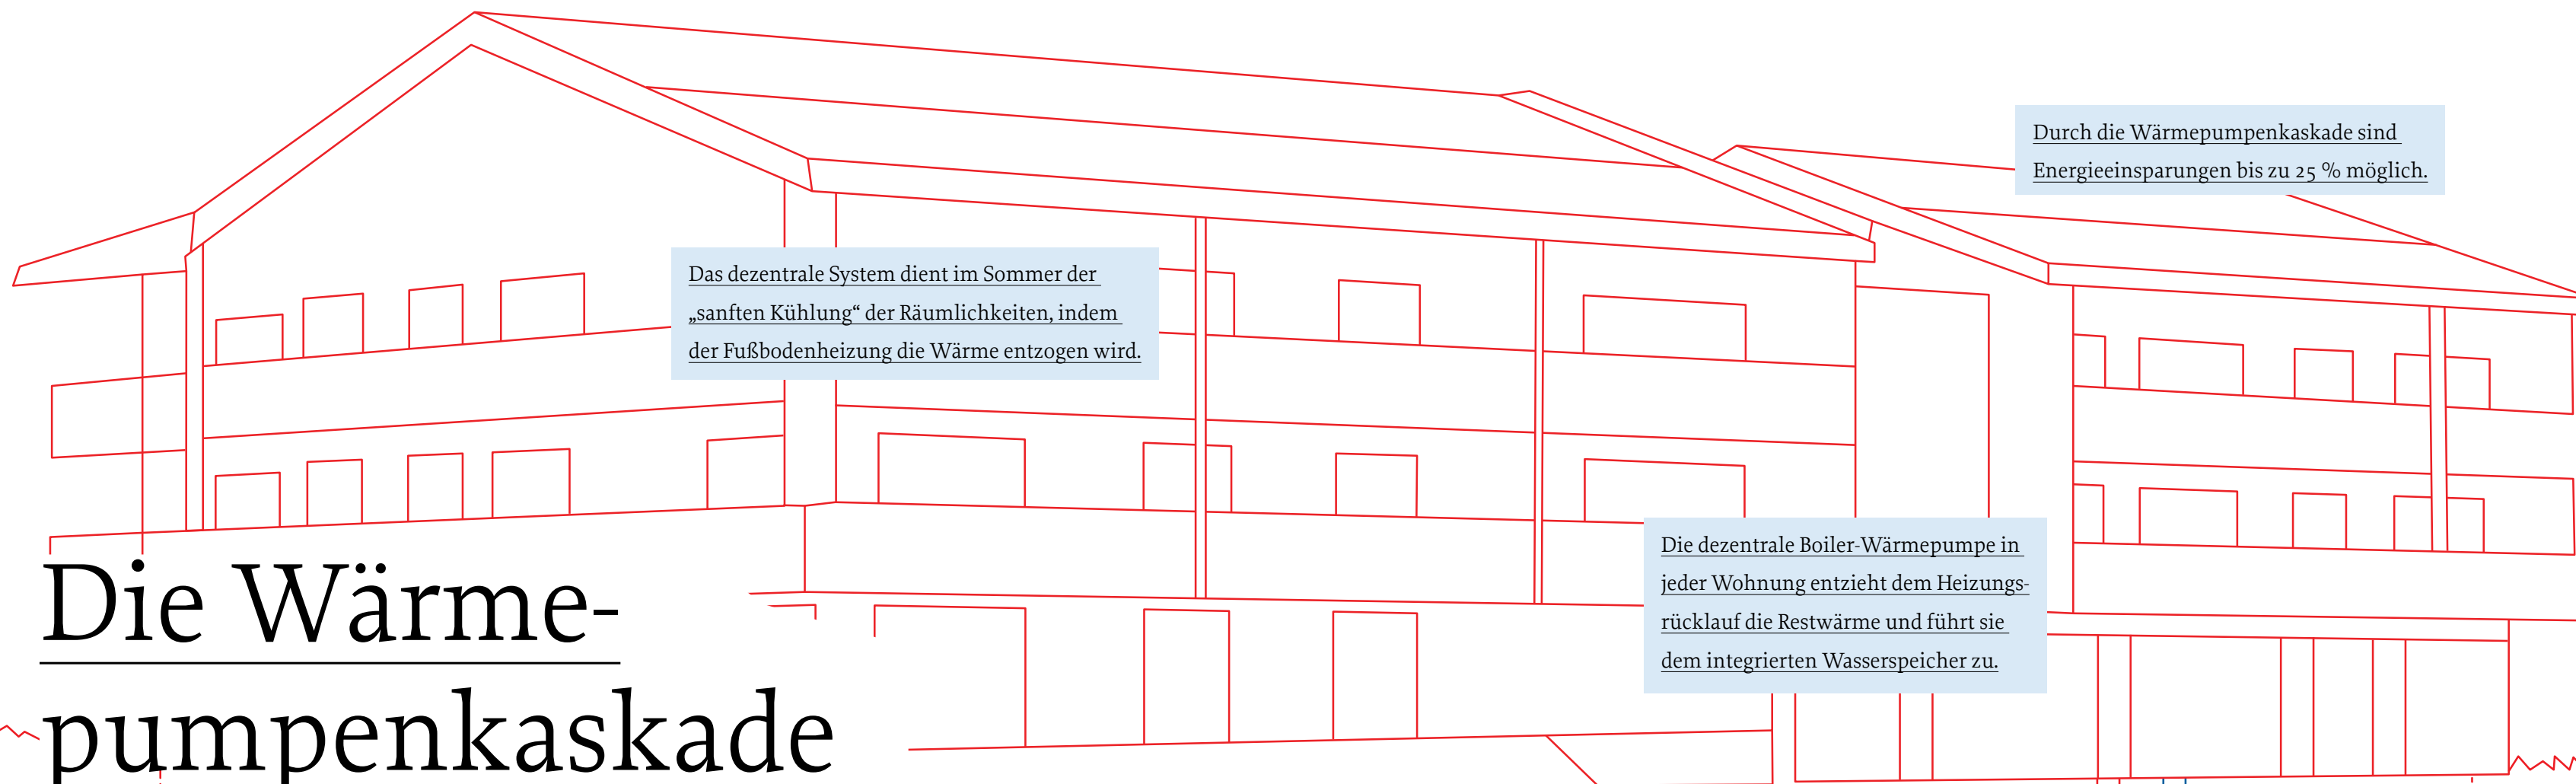 Durch die Wärmepumpenkaskade sind
Energieeinsparungen bis zu 25 % möglich.
Das dezentrale System dient im Sommer der
„sanften Kühlung“ der Räumlichkeiten, indem
der Fußbodenheizung die Wärme entzogen wird.
Die dezentrale Boiler-Wärmepumpe in
jeder Wohnung entzieht dem Heizungs-
rücklauf die Restwärme und führt sie
dem integrierten Wasserspeicher zu.
Die Wärme-
pumpenkaskade